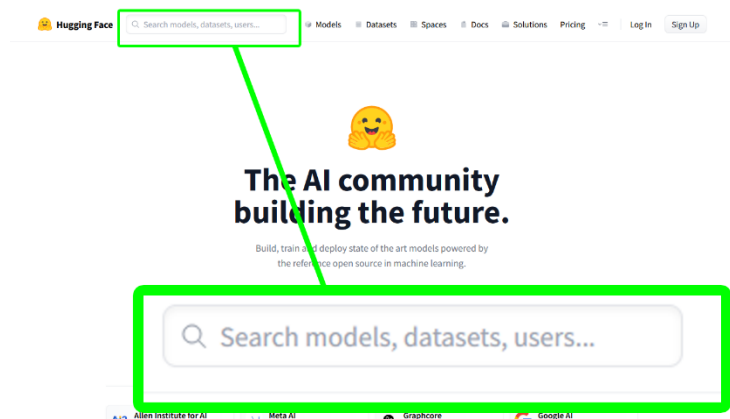 Hugging Face Search models, datasets, users... Models Datasets Spaces Docs Solutions Pricing Log In Sign Up
The AI community
building the future.
Build, train and deploy state of the art models powered by
the reference open source in machine learning.
Search models, datasets, users...
Ai2 Allen Institute for AI Meta AI Graphcore Google AI